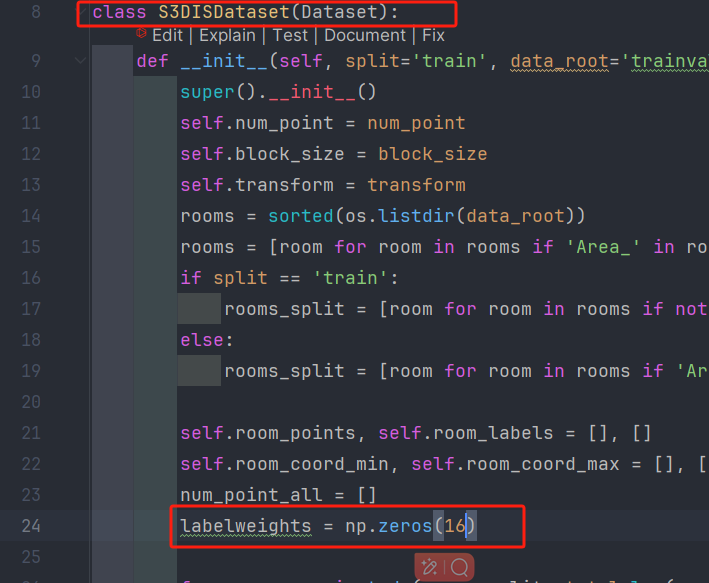 8 class S3DISDataset(Dataset):
Edit | Explain | Test | Document | Fix
9 def __init__(self, split='train', data_root='trainva
10 super().__init__()
11 self.num_point = num_point
12 self.block_size = block_size
13 self.transform = transform
14 rooms = sorted(os.listdir(data_root))
15 rooms = [room for room in rooms if 'Area_' in ro
16 if split == 'train':
17 rooms_split = [room for room in rooms if not
18 else:
19 rooms_split = [room for room in rooms if 'Ar
20
21 self.room_points, self.room_labels = [], []
22 self.room_coord_min, self.room_coord_max = [], [
23 num_point_all = []
24 labelweights = np.zeros(16)
25